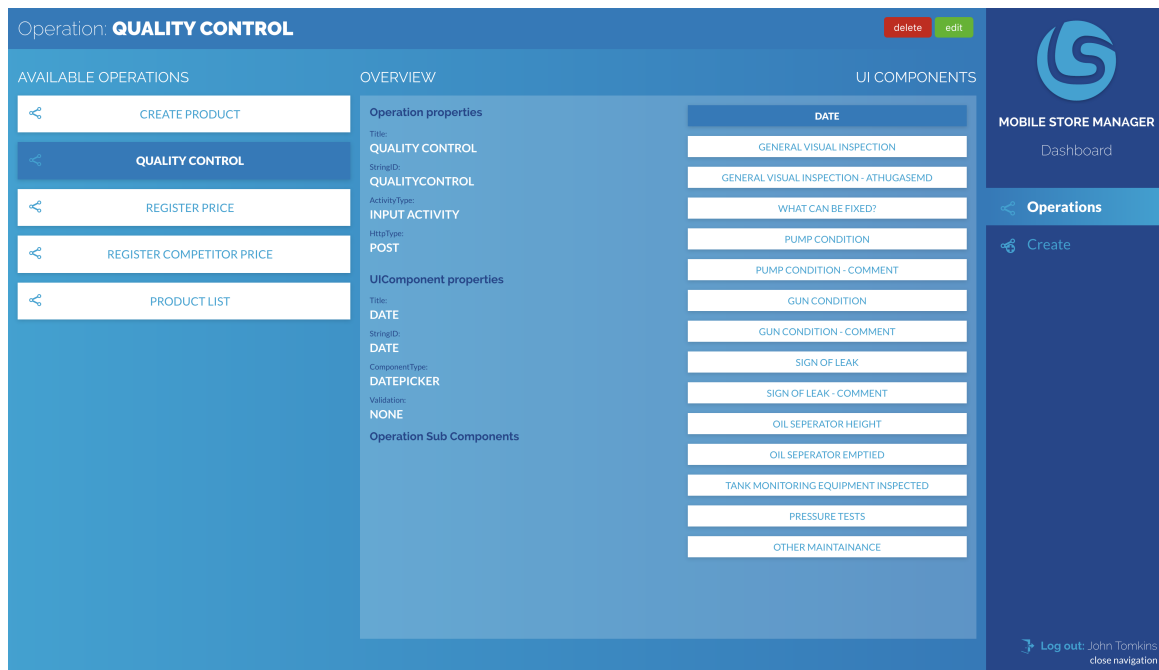 Operation: QUALITY CONTROL
delete
edit
AVAILABLE OPERATIONS
CREATE PRODUCT
QUALITY CONTROL
REGISTER PRICE
REGISTER COMPETITOR PRICE
PRODUCT LIST
OVERVIEW
Operation properties
Title:
QUALITY CONTROL
StringID:
QUALITYCONTROL
ActivityType:
INPUT ACTIVITY
HttpType:
POST
UIComponent properties
Title:
DATE
StringID:
DATE
ComponentType:
DATEPICKER
Validation:
NONE
Operation Sub Components
UI COMPONENTS
DATE
GENERAL VISUAL INSPECTION
GENERAL VISUAL INSPECTION - ATHUGASEMD
WHAT CAN BE FIXED?
PUMP CONDITION
PUMP CONDITION - COMMENT
GUN CONDITION
GUN CONDITION - COMMENT
SIGN OF LEAK
SIGN OF LEAK - COMMENT
OIL SEPERATOR HEIGHT
OIL SEPERATOR EMPTIED
TANK MONITORING EQUIPMENT INSPECTED
PRESSURE TESTS
OTHER MAINTAINANCE
MOBILE STORE MANAGER
Dashboard
Operations
Create
Log out: John Tomkins
close navigation